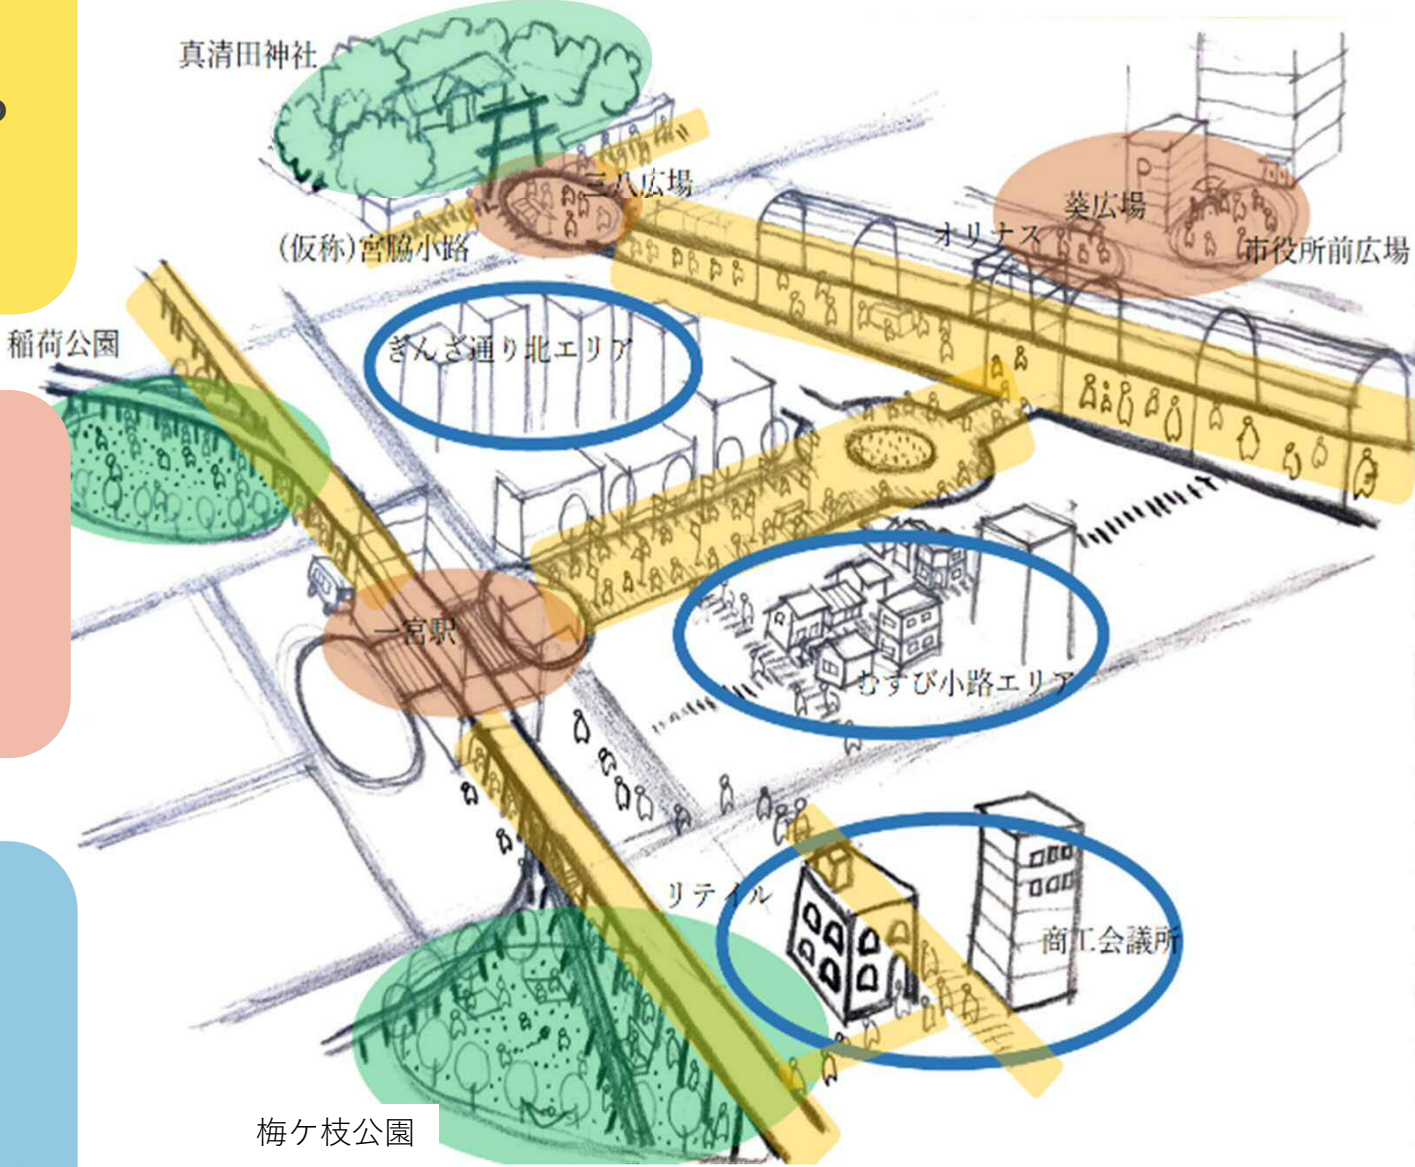 真清田神社
三八広場
葵広場
オリナス
(仮称)宮脇小路
市役所前広場
稲荷公園
ぎんざ通り北エリア
一宮駅
むすび小路エリア
リテイル
商工会議所
梅ケ枝公園
P